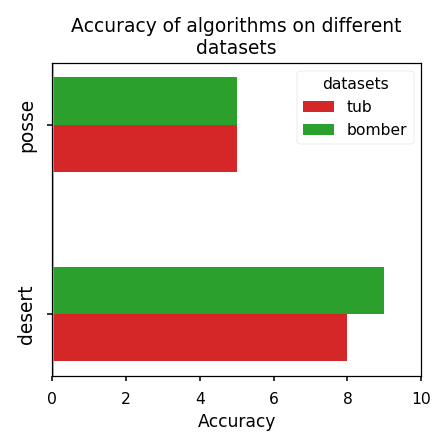 Accuracy of algorithms on different
datasets
datasets
tub
bomber
posse
desert
0 2 4 6 8 10
Accuracy